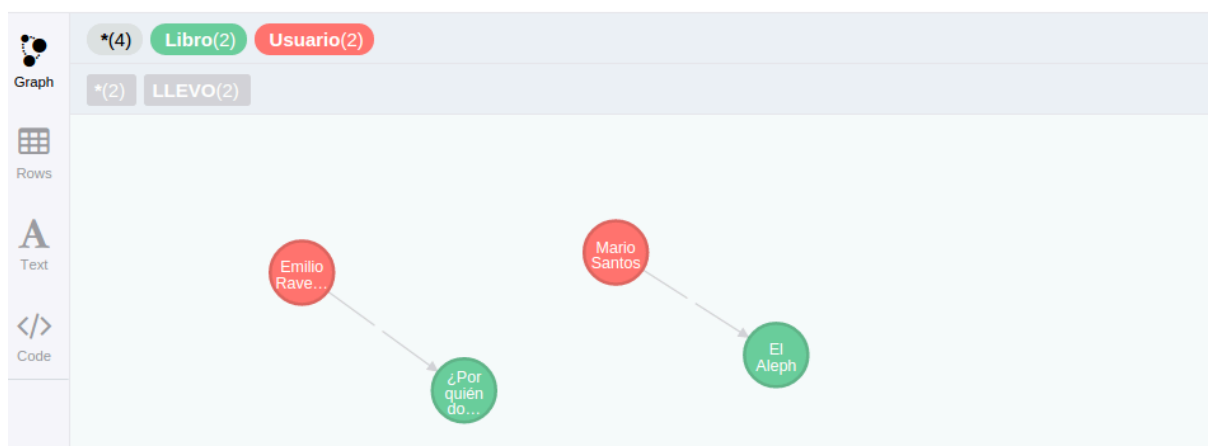 *(4) Libro(2) Usuario(2)
Graph
*(2) LLEVO(2)
Rows
A
Text
</>
Code
Emilio
Rave...
Mario
Santos
¿Por
quién
do...
El
Aleph